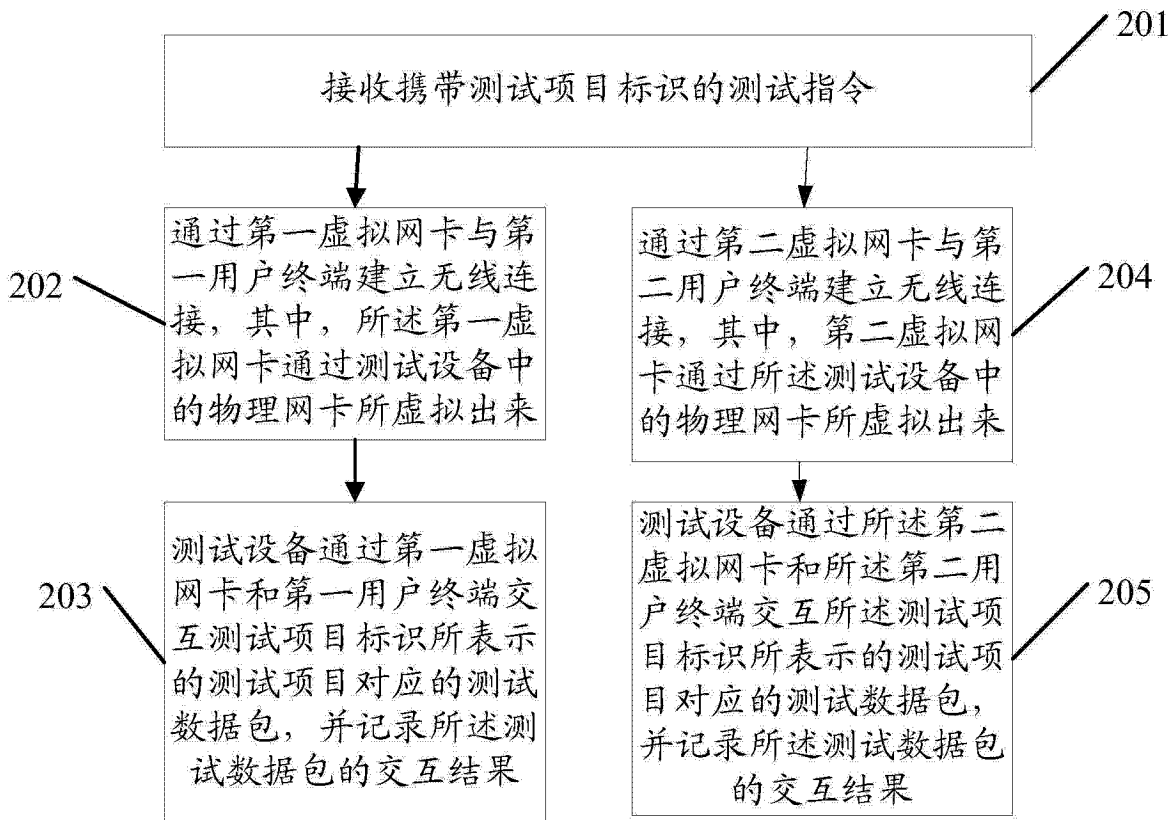 201
接收携带测试项目标识的测试指令
202
通过第一虚拟网卡与第
一用户终端建立无线连
接，其中，所述第一虚
拟网卡通过测试设备中
的物理网卡所虚拟出来
204
通过第二虚拟网卡与第
二用户终端建立无线连
接，其中，第二虚拟网
卡通过所述测试设备中
的物理网卡所虚拟出来
203
测试设备通过第一虚拟
网卡和第一用户终端交
互测试项目标识所表示
的测试项目对应的测试
数据包，并记录所述测
试数据包的交互结果
205
测试设备通过所述第二
虚拟网卡和所述第二用
户终端交互所述测试项
目标识所表示的测试项
目对应的测试数据包，
并记录所述测试数据包
的交互结果